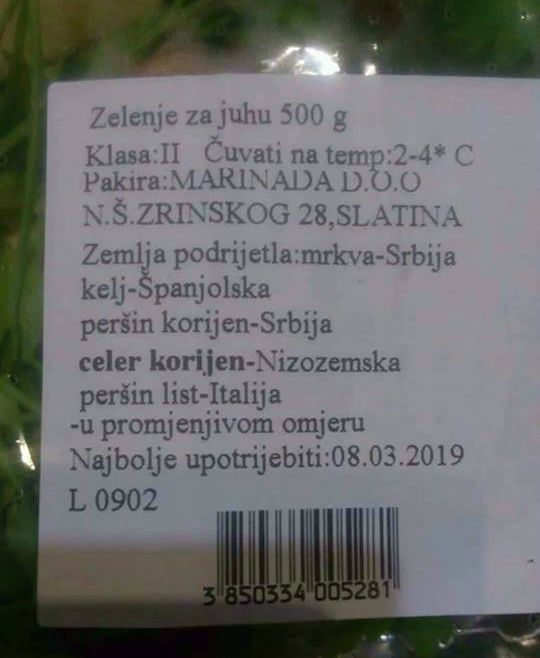 Zelenje za juhu 500 g
Klasa:II Čuvati na temp:2-4* C
Pakira:MARINADA D.O.O
N.Š.ZRINSKOG 28,SLATINA
Zemlja podrijetla:mrkva-Srbija
kelj-Španjolska
peršin korijen-Srbija
celer korijen-Nizozemska
peršin list-Italija
-u promjenjivom omjeru
Najbolje upotrijebiti:08.03.2019
L 0902
3 850334 005281